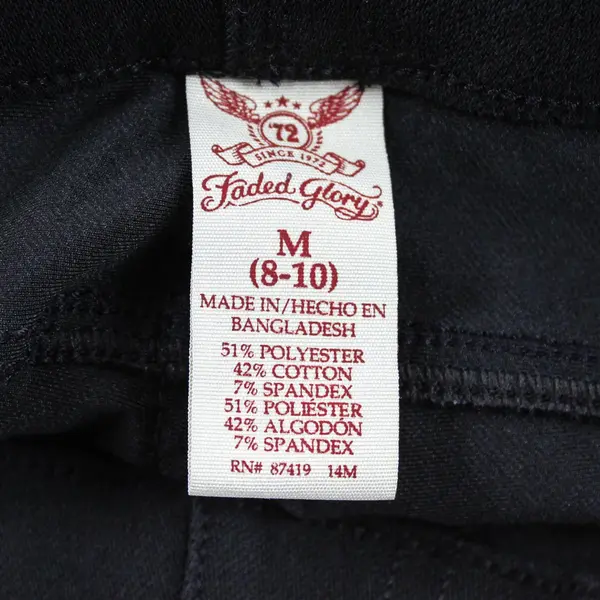 '72
SINCE 1972
Faded Glory
M
(8-10)
MADE IN/HECHO EN
BANGLADESH
51% POLYESTER
42% COTTON
7% SPANDEX
51% POLIÉSTER
42% ALGODÓN
7% SPANDEX
RN# 87419 14M